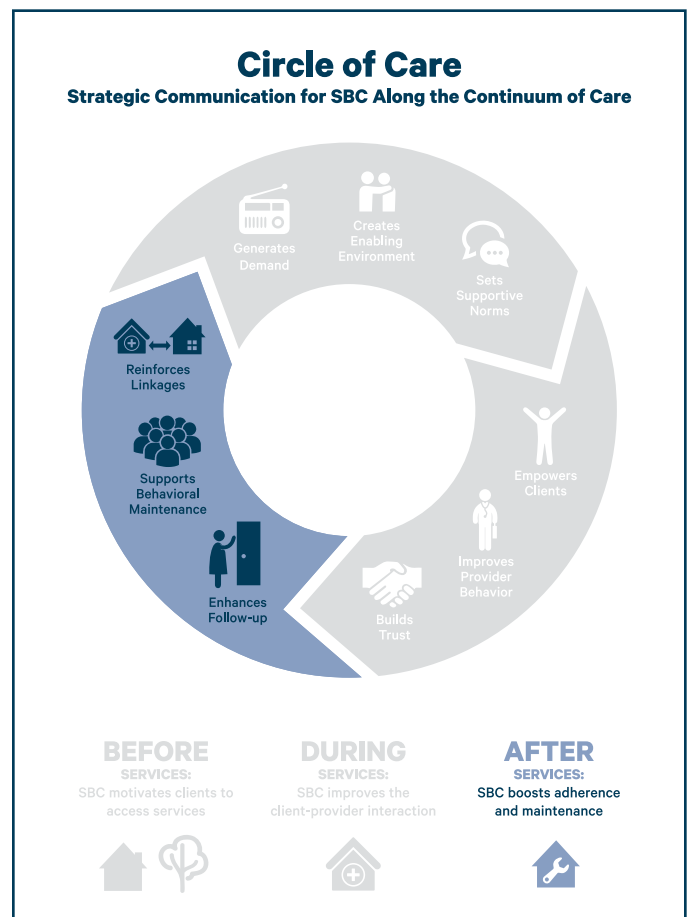 Circle of Care
Strategic Communication for SBC Along the Continuum of Care
Generates
Demand
Creates
Enabling
Environment
Sets
Supportive
Norms
Empowers
Clients
Improves
Provider
Behavior
Builds
Trust
Enhances
Follow-up
Supports
Behavioral
Maintenance
Reinforces
Linkages
BEFORE
SERVICES:
SBC motivates clients to
access services
DURING
SERVICES:
SBC improves the
client-provider interaction
AFTER
SERVICES:
SBC boosts adherence
and maintenance